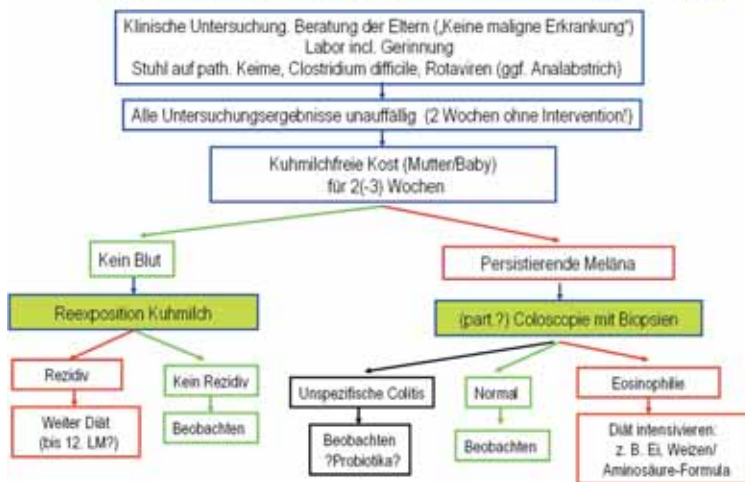 Klinische Untersuchung. Beratung der Eltern („Keine maligne Erkrankung“)
Labor incl. Gerinnung
Stuhl auf path. Keime, Clostridium difficile, Rotaviren (ggf. Analabstrich)
Alle Untersuchungsergebnisse unauffällig (2 Wochen ohne Intervention!)
Kuhmilchfreie Kost (Mutter/Baby)
für 2(-3) Wochen
Kein Blut
Persistierende Meläna
Reexposition Kuhmilch
(part.?) Coloscopie mit Biopsien
Rezidiv
Kein Rezidiv
Unspezifische Colitis
Normal
Eosinophilie
Weiter Diät
(bis 12. LM?)
Beobachten
Beobachten
?Probiotika?
Beobachten
Diät intensivieren:
z. B. Ei, Weizen/
Aminosäure-Formula